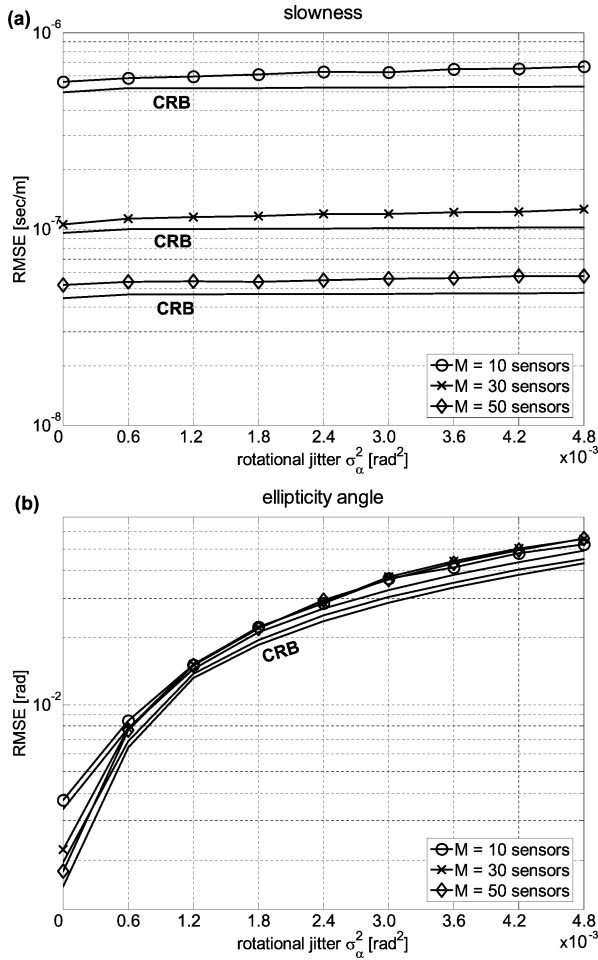 (a) slowness
10^-6
CRB
10^-7
CRB
CRB
10^-8
RMSE [sec/m]
M = 10 sensors
M = 30 sensors
M = 50 sensors
0 0.6 1.2 1.8 2.4 3.0 3.6 4.2 4.8
rotational jitter σ_α^2 [rad^2] x10^-3
(b) ellipticity angle
CRB
10^-2
RMSE [rad]
M = 10 sensors
M = 30 sensors
M = 50 sensors
0 0.6 1.2 1.8 2.4 3.0 3.6 4.2 4.8
rotational jitter σ_α^2 [rad^2] x10^-3